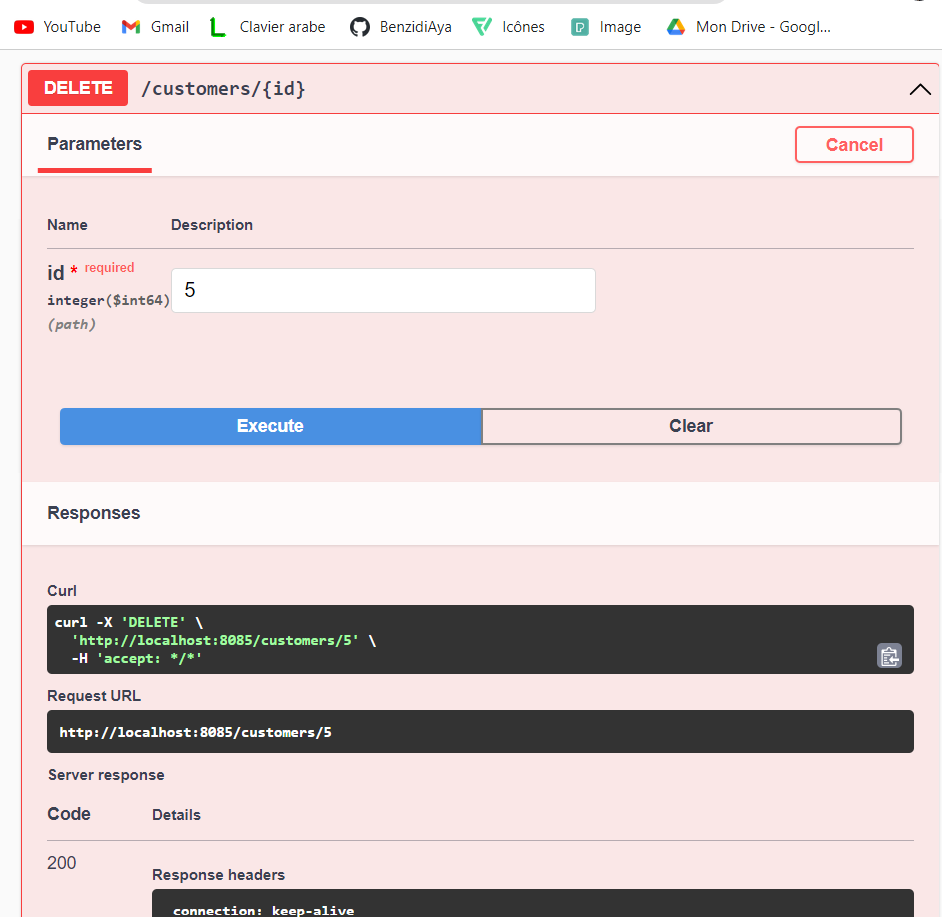 YouTube Gmail Clavier arabe BenzidiAya Icônes Image Mon Drive - Googl...
DELETE /customers/{id}
Parameters Cancel
Name Description
id * required
integer($int64)
(path)
5
Execute Clear
Responses
Curl
curl -X 'DELETE' \
'http://localhost:8085/customers/5' \
-H 'accept: */*'
Request URL
http://localhost:8085/customers/5
Server response
Code Details
200
Response headers
connection: keep-alive